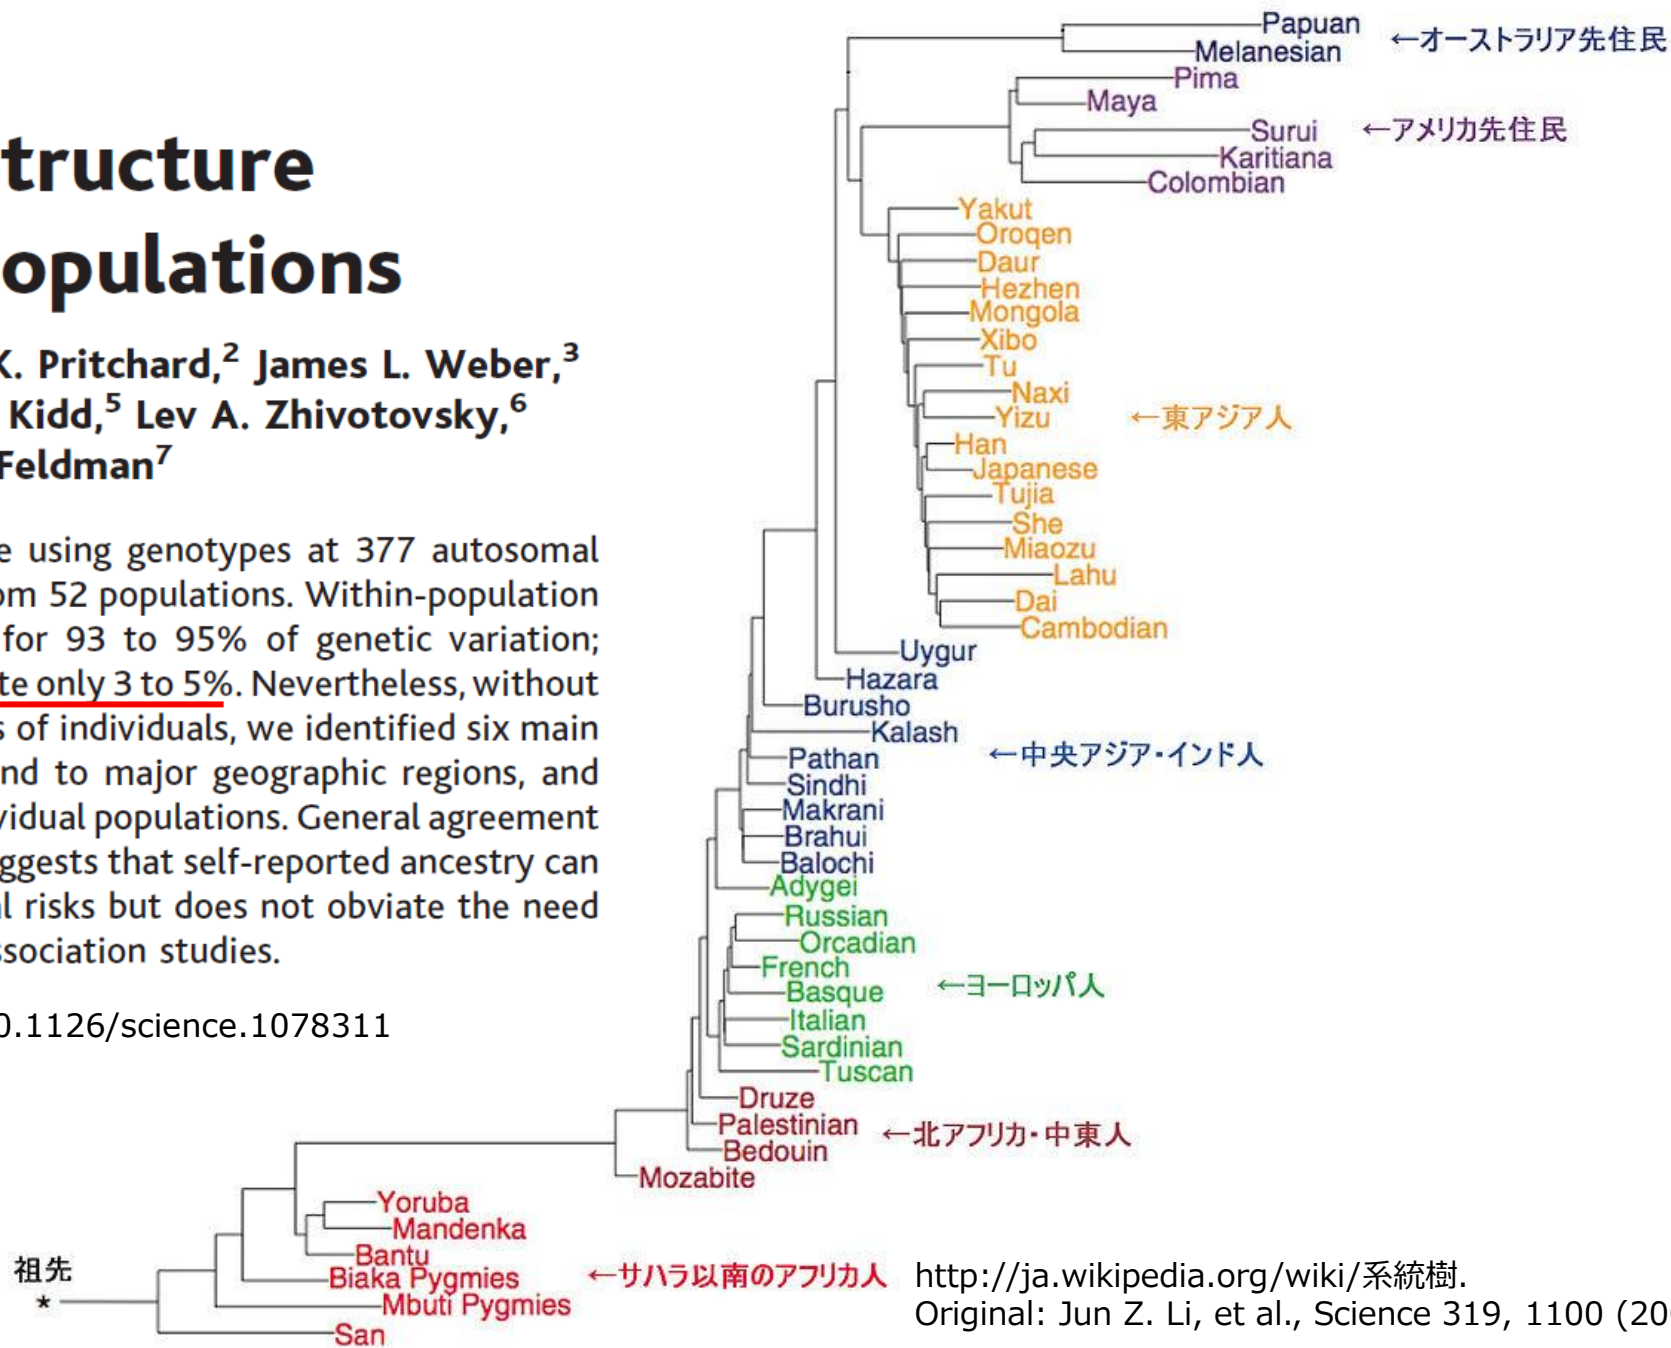 tructure
opulations
K. Pritchard,2 James L. Weber,3
Kidd,5 Lev A. Zhivotovsky,6
Feldman7
e using genotypes at 377 autosomal
om 52 populations. Within-population
for 93 to 95% of genetic variation;
te only 3 to 5%. Nevertheless, without
s of individuals, we identified six main
nd to major geographic regions, and
vidual populations. General agreement
ggests that self-reported ancestry can
l risks but does not obviate the need
ssociation studies.
0.1126/science.1078311
Papuan
←オーストラリア先住民
Melanesian
Pima
Maya
Surui
←アメリカ先住民
Karitiana
Colombian
Yakut
Oroqen
Daur
Hezhen
Mongola
Xibo
Tu
Naxi
Yizu
←東アジア人
Han
Japanese
Tujia
She
Miaozu
Lahu
Dai
Cambodian
Uygur
Hazara
Burusho
Kalash
←中央アジア・インド人
Pathan
Sindhi
Makrani
Brahui
Balochi
Adygei
Russian
Orcadian
French
Basque
←ヨーロッパ人
Italian
Sardinian
Tuscan
Druze
Palestinian
←北アフリカ・中東人
Bedouin
Mozabite
Yoruba
Mandenka
Bantu
Biaka Pygmies
←サハラ以南のアフリカ人
Mbuti Pygmies
San
祖先
*
http://ja.wikipedia.org/wiki/系統樹.
Original: Jun Z. Li, et al., Science 319, 1100 (20